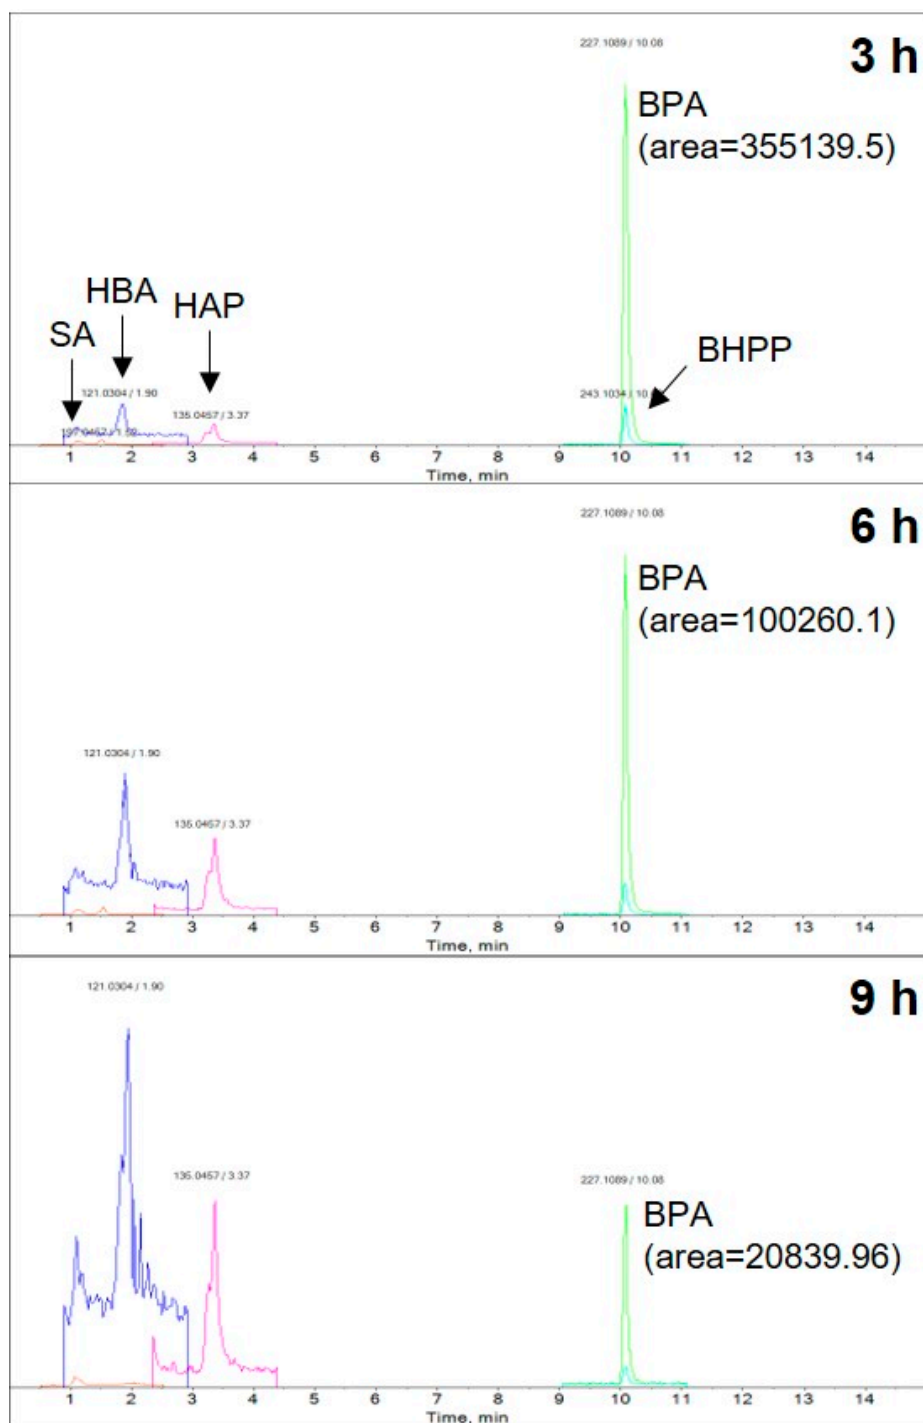 227.1089 / 10.08
3 h
BPA
(area=355139.5)
HBA
HAP
SA
BHPP
121.0304 / 1.90
243.1034 / 10.
135.0457 / 3.37
1 2 3 4 5 6 7 8 9 10 11 12 13 14
Time, min
227.1089 / 10.08
6 h
BPA
(area=100260.1)
121.0304 / 1.90
135.0457 / 3.37
1 2 3 4 5 6 7 8 9 10 11 12 13 14
Time, min
121.0304 / 1.90
9 h
135.0457 / 3.37
227.1089 / 10.08
BPA
(area=20839.96)
1 2 3 4 5 6 7 8 9 10 11 12 13 14
Time, min